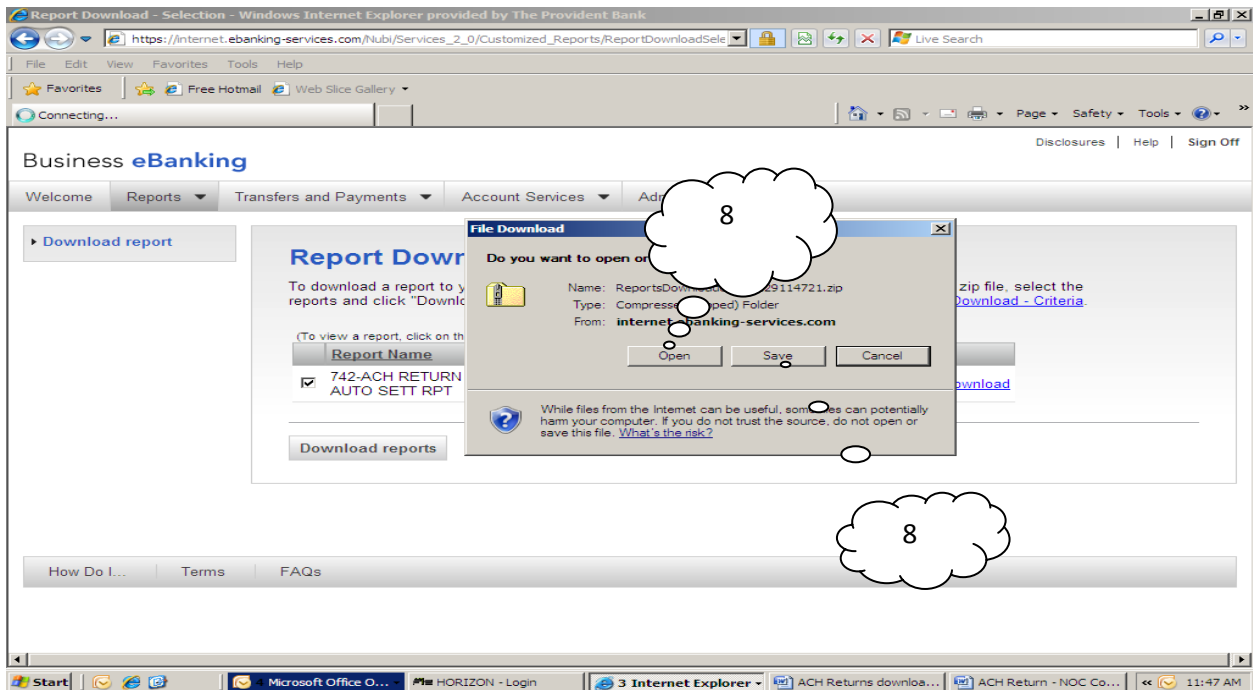 Report Download - Selection - Windows Internet Explorer provided by The Provident Bank
https://internet.ebanking-services.com/Nubi/Services_2_0/Customized_Reports/ReportDownloadSele
Live Search
File Edit View Favorites Tools Help
Favorites Free Hotmail Web Slice Gallery
Connecting...
Page Safety Tools »
Disclosures | Help | Sign Off
Business eBanking
Welcome Reports Transfers and Payments Account Services Ad
8
Download report
File Download
Report Down
Do you want to open or
To download a report to y
zip file, select the
reports and click "Downlo
Download - Criteria.
Name: 29114721.zip
Type: Folder
From: internet.ebanking-services.com
(To view a report, click on th
Report Name
Open Save Cancel
742-ACH RETURN
AUTO SETT RPT
ownload
While files from the Internet can be useful, can potentially
harm your computer. If you do not trust the source, do not open or
save this file. What's the risk?
Download reports
8
How Do I... Terms FAQs
Start 4 Microsoft Office O... HORIZON - Login 3 Internet Explorer ACH Returns downloa... ACH Return - NOC Co... « 11:47 AM